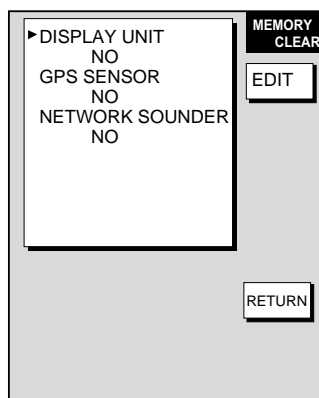 ►DISPLAY UNIT
NO
GPS SENSOR
NO
NETWORK SOUNDER
NO
MEMORY
CLEAR
EDIT
RETURN